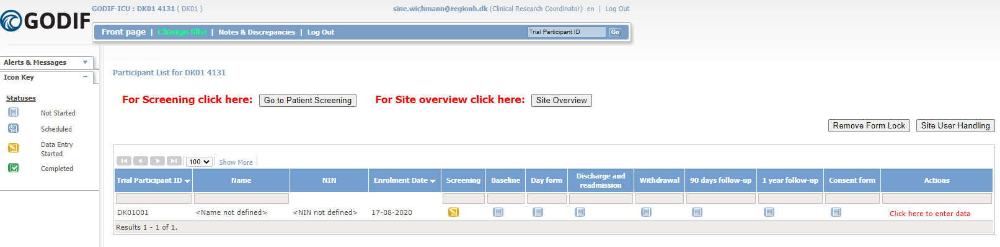 GODIF
GODIF-ICU : DK01 4131 ( DK01 )
sine.wichmann@regionh.dk (Clinical Research Coordinator) en | Log Out
Front page | Change Site | Notes & Discrepancies | Log Out
Trial Participant ID Go
Alerts & Messages
Icon Key
Statuses
Not Started
Scheduled
Data Entry
Started
Completed
Participant List for DK01 4131
For Screening click here: Go to Patient Screening For Site overview click here: Site Overview
Remove Form Lock Site User Handling
100 Show More
Trial Participant ID Name NIN Enrolment Date Screening Baseline Day form Discharge and readmission Withdrawal 90 days follow-up 1 year follow-up Consent form Actions
DK01001 <Name not defined> <NIN not defined> 17-08-2020 Click here to enter data
Results 1 - 1 of 1.